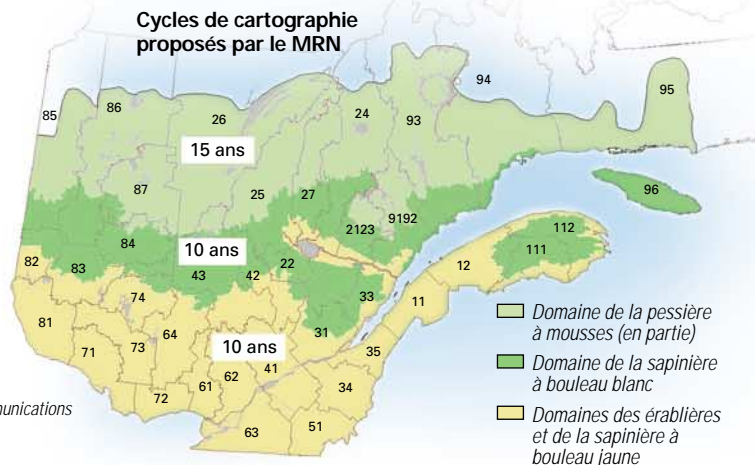 Cycles de cartographie
proposés par le MRN
94
95
85
86
26
24
93
15 ans
87
25
27
96
2123
9192
84
10 ans
112
111
82
83
43
42
22
12
74
33
11
81
64
31
71
73
10 ans
35
61
62
41
34
72
63
51
Domaine de la pessière
à mousses (en partie)
Domaine de la sapinière
à bouleau blanc
Domaines des érablières
et de la sapinière à
bouleau jaune
munications